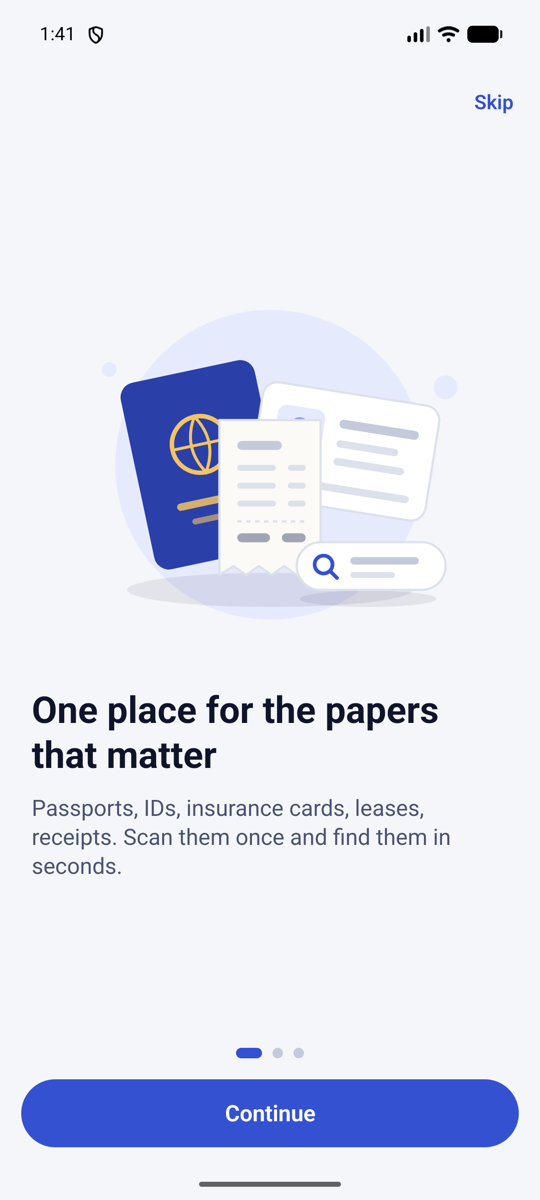 1:41
Skip
One place for the papers
that matter
Passports, IDs, insurance cards, leases,
receipts. Scan them once and find them in
seconds.
Continue